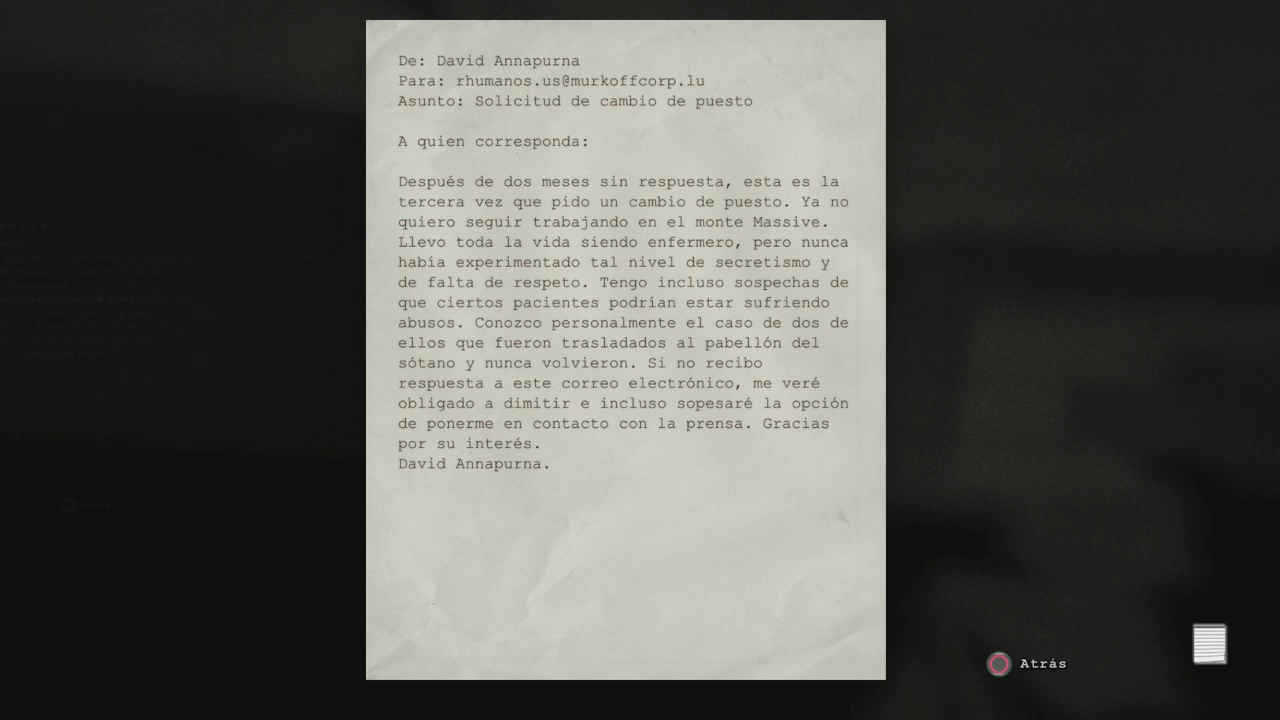 De: David Annapurna
Para: rhumanos.us@murkoffcorp.lu
Asunto: Solicitud de cambio de puesto
A quien corresponda:
Después de dos meses sin respuesta, esta es la
tercera vez que pido un cambio de puesto. Ya no
quiero seguir trabajando en el monte Massive.
Llevo toda la vida siendo enfermero, pero nunca
había experimentado tal nivel de secretismo y
de falta de respeto. Tengo incluso sospechas de
que ciertos pacientes podrían estar sufriendo
abusos. Conozco personalmente el caso de dos de
ellos que fueron trasladados al pabellón del
sótano y nunca volvieron. Si no recibo
respuesta a este correo electrónico, me veré
obligado a dimitir e incluso sopesaré la opción
de ponerme en contacto con la prensa. Gracias
por su interés.
David Annapurna.
Atrás